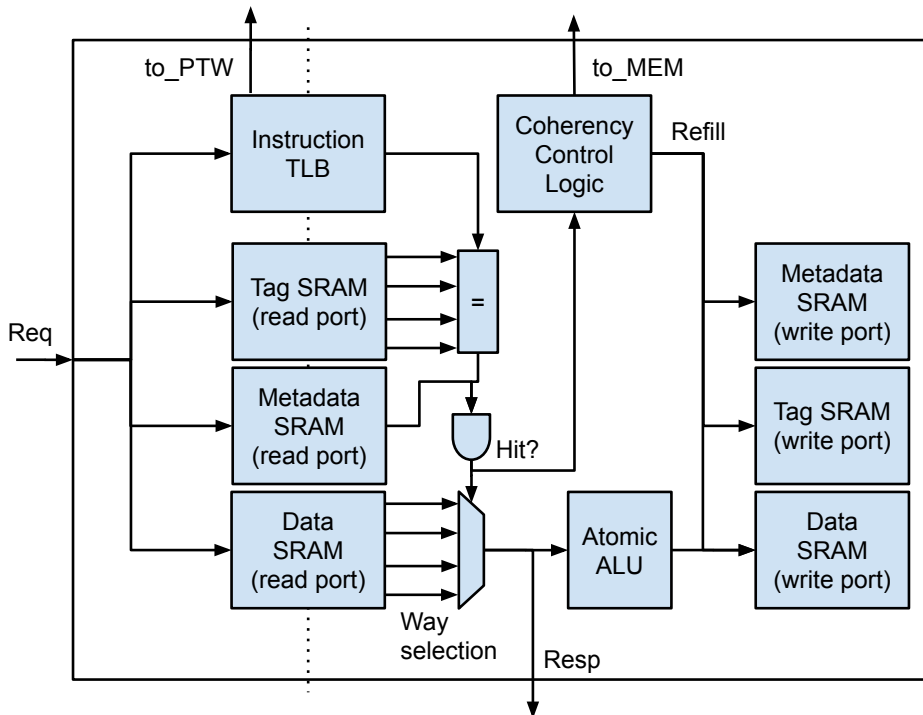 to_PTW
to_MEM
Instruction
TLB
Coherency
Control
Logic
Refill
Tag SRAM
(read port)
=
Metadata
SRAM
(write port)
Req
Metadata
SRAM
(read port)
Hit?
Tag SRAM
(write port)
Data
SRAM
(read port)
Atomic
ALU
Data
SRAM
(write port)
Way
selection
Resp